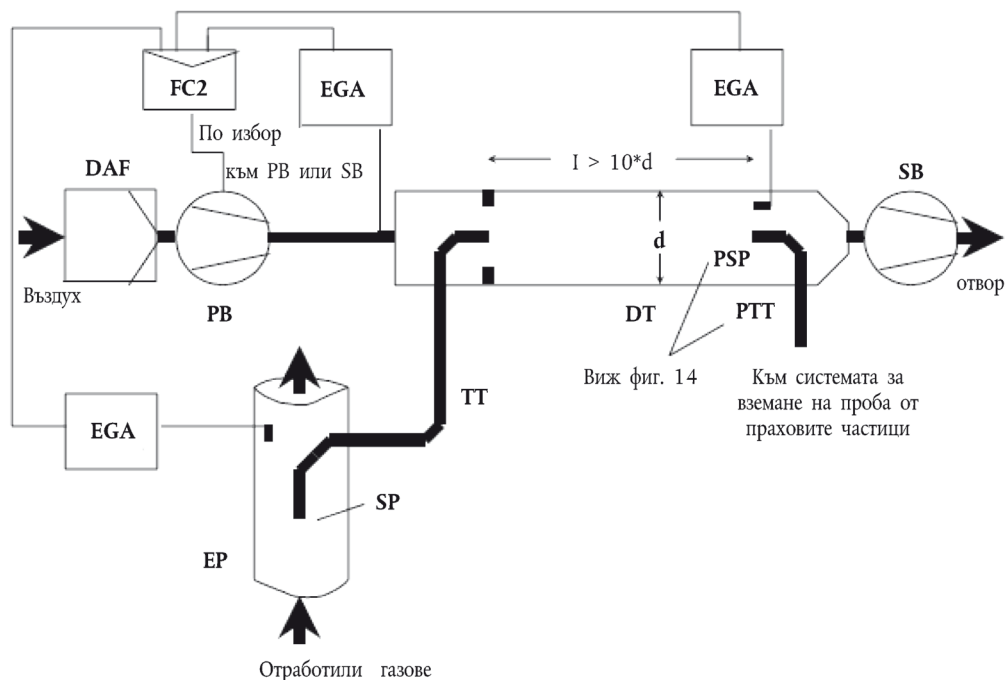 FC2
EGA
EGA
По избор
към PB или SB
l > 10*d
DAF
SB
d
PSP
Въздух
PB
DT
PTT
отвор
Виж фиг. 14
Към системата за
вземане на проба от
праховите частици
TT
EGA
SP
EP
Отработили газове